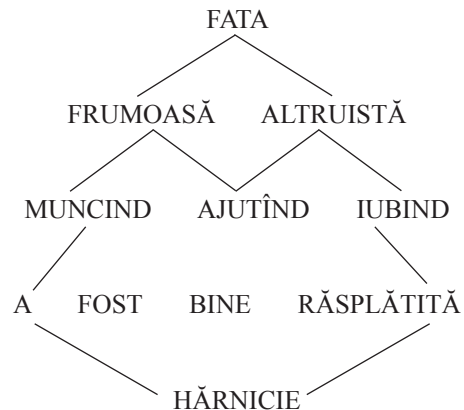 FATA
FRUMOASĂ ALTRUISTĂ
MUNCIND AJUTÎND IUBIND
A FOST BINE RĂSPLĂTITĂ
HĂRNICIE